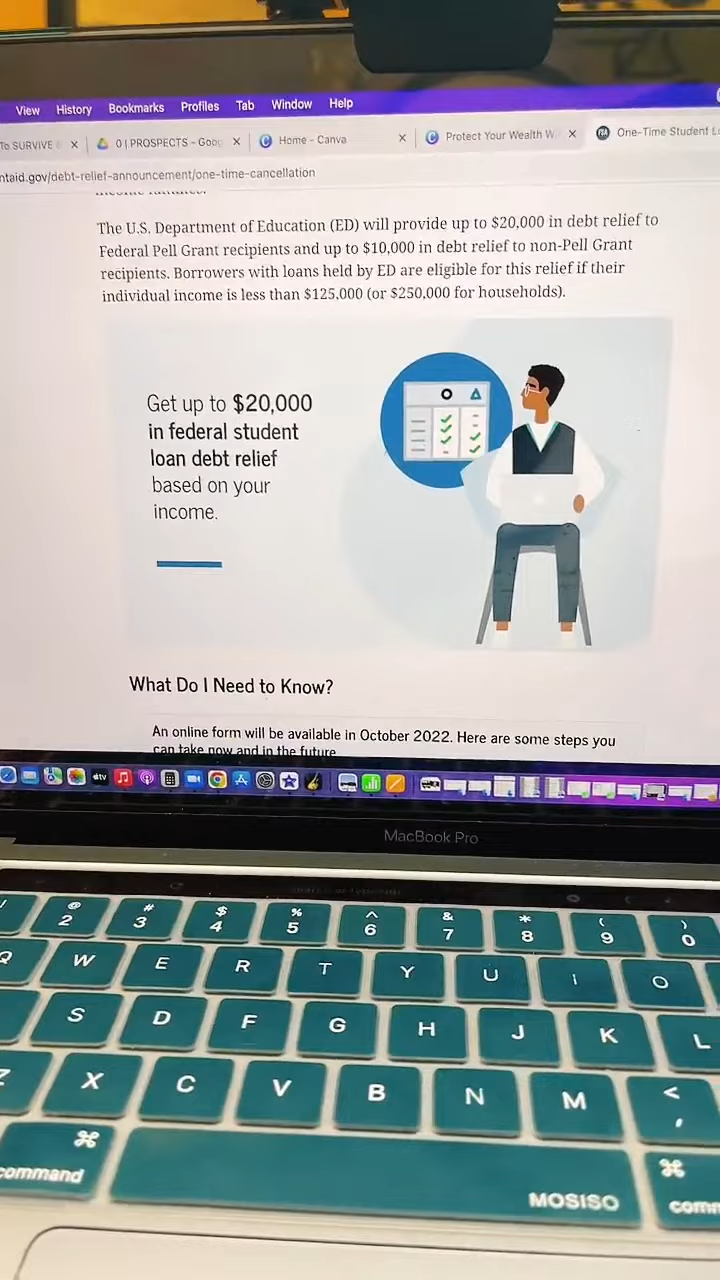 View History Bookmarks Profiles Tab Window Help
To SURVIVE
0 | PROSPECTS – Goog
Home – Canva
Protect Your Wealth W
FSA One-Time Student Lo
ntaid.gov/debt-relief-announcement/one-time-cancellation
The U.S. Department of Education (ED) will provide up to $20,000 in debt relief to
Federal Pell Grant recipients and up to $10,000 in debt relief to non-Pell Grant
recipients. Borrowers with loans held by ED are eligible for this relief if their
individual income is less than $125,000 (or $250,000 for households).
Get up to $20,000
in federal student
loan debt relief
based on your
income.
What Do I Need to Know?
An online form will be available in October 2022. Here are some steps you
can take now and in the future
tv
MacBook Pro
@ # $ % ^ & * ( )
2 3 4 5 6 7 8 9 0
Q W E R T Y U I O
S D F G H J K L
Z X C V B N M < ,
⌘ ⌘
command MOSISO comm